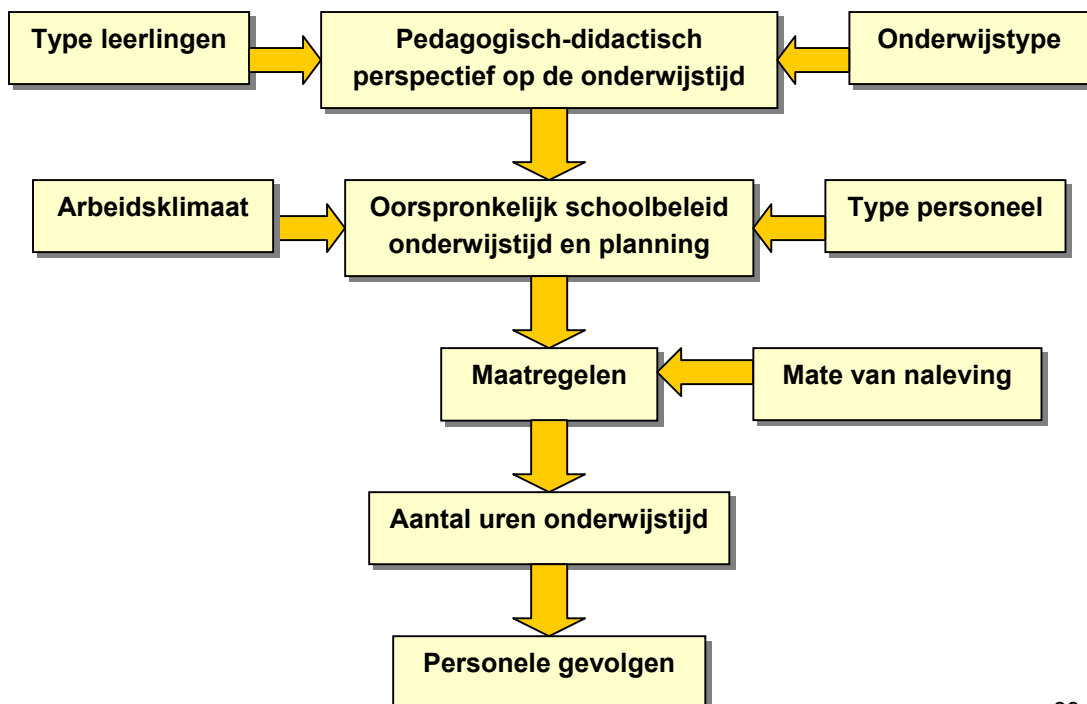 Type leerlingen
Pedagogisch-didactisch
perspectief op de onderwijstijd
Onderwijstype
Arbeidsklimaat
Oorspronkelijk schoolbeleid
onderwijstijd en planning
Type personeel
Maatregelen
Mate van naleving
Aantal uren onderwijstijd
Personele gevolgen